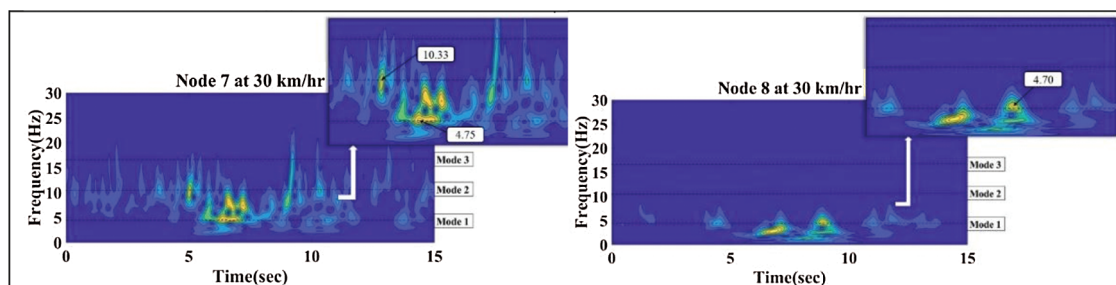 10.33
4.75
Node 7 at 30 km/hr
30
25
20
15
10
5
0
Frequency(Hz)
Mode 3
Mode 2
Mode 1
0
5
10
15
Time(sec)
4.70
Node 8 at 30 km/hr
30
25
20
15
10
5
0
Frequency(Hz)
Mode 3
Mode 2
Mode 1
0
5
10
15
Time(sec)